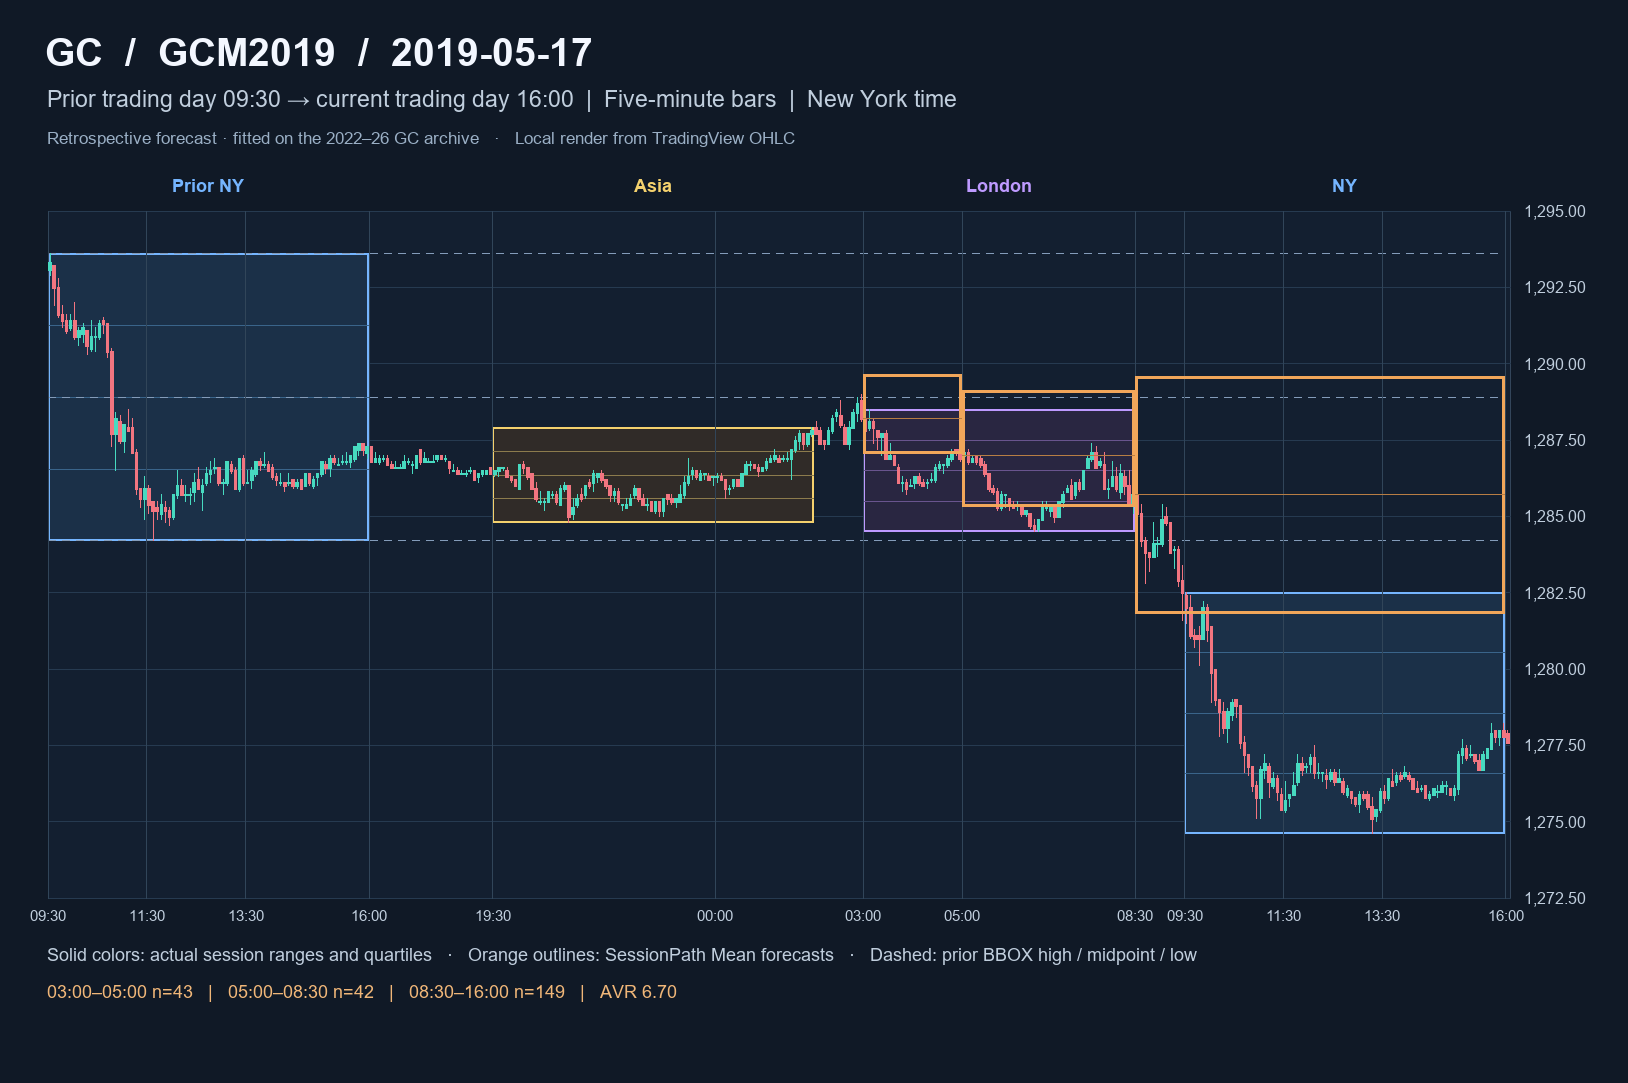 GC / GCM2019 / 2019-05-17
Prior trading day 09:30 → current trading day 16:00 | Five-minute bars | New York time
Retrospective forecast · fitted on the 2022–26 GC archive · Local render from TradingView OHLC
Prior NY Asia London NY
1,295.00
1,292.50
1,290.00
1,287.50
1,285.00
1,282.50
1,280.00
1,277.50
1,275.00
1,272.50
09:30 11:30 13:30 16:00 19:30 00:00 03:00 05:00 08:30 09:30 11:30 13:30 16:00
Solid colors: actual session ranges and quartiles · Orange outlines: SessionPath Mean forecasts · Dashed: prior BBOX high / midpoint / low
03:00–05:00 n=43 | 05:00–08:30 n=42 | 08:30–16:00 n=149 | AVR 6.70